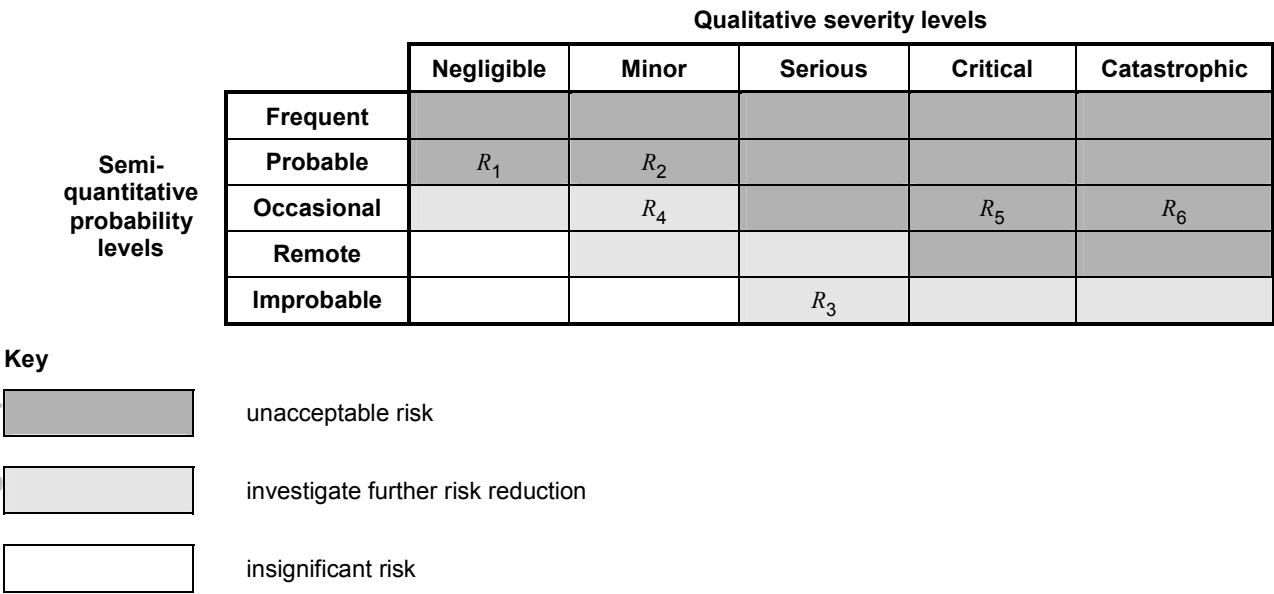 Qualitative severity levels
Negligible Minor Serious Critical Catastrophic
Frequent
Semi-
quantitative
probability
levels
Probable R1 R2
Occasional R4 R5 R6
Remote
Improbable R3
Key
unacceptable risk
investigate further risk reduction
insignificant risk